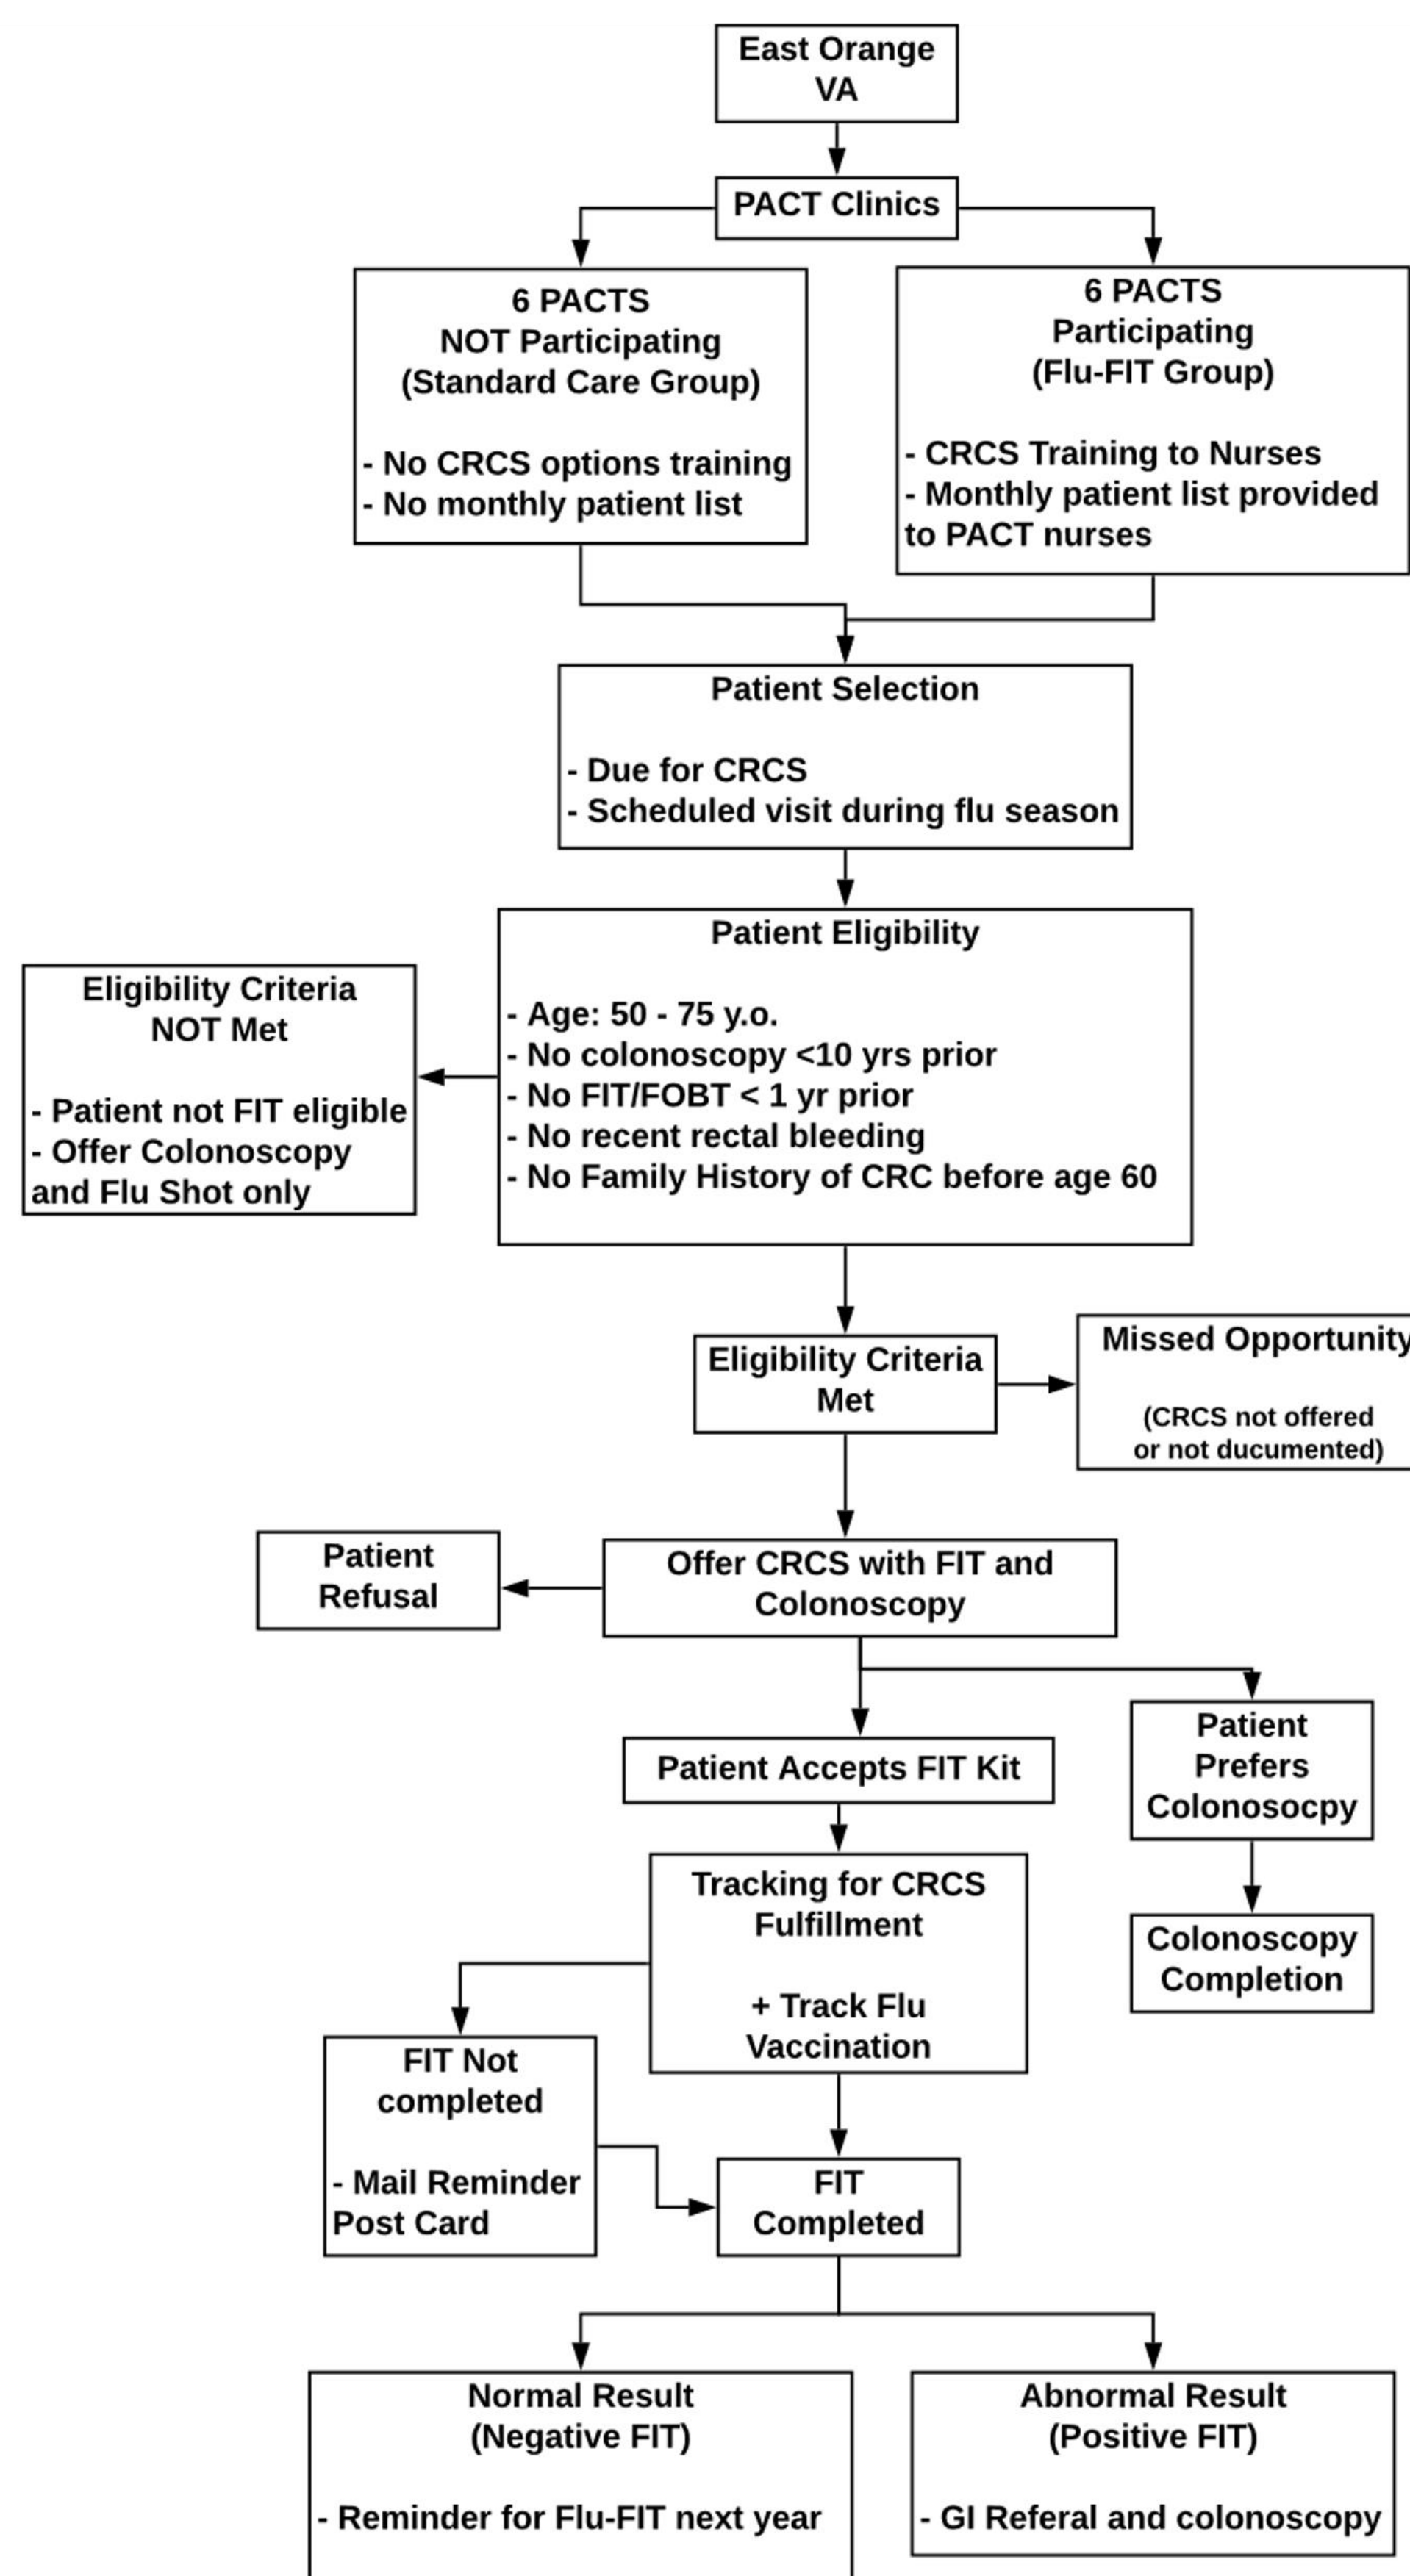 East Orange
VA
PACT Clinics
6 PACTS
NOT Participating
(Standard Care Group)
- No CRCS options training
- No monthly patient list
6 PACTS
Participating
(Flu-FIT Group)
- CRCS Training to Nurses
- Monthly patient list provided
to PACT nurses
Patient Selection
- Due for CRCS
- Scheduled visit during flu season
Patient Eligibility
- Age: 50 - 75 y.o.
- No colonoscopy <10 yrs prior
- No FIT/FOBT < 1 yr prior
- No recent rectal bleeding
- No Family History of CRC before age 60
Eligibility Criteria
NOT Met
- Patient not FIT eligible
- Offer Colonoscopy
and Flu Shot only
Eligibility Criteria
Met
Missed Opportunity
(CRCS not offered
or not ducumented)
Offer CRCS with FIT and
Colonoscopy
Patient
Refusal
Patient Accepts FIT Kit
Patient
Prefers
Colonosocpy
Tracking for CRCS
Fulfillment
+ Track Flu
Vaccination
Colonoscopy
Completion
FIT Not
completed
- Mail Reminder
Post Card
FIT
Completed
Normal Result
(Negative FIT)
- Reminder for Flu-FIT next year
Abnormal Result
(Positive FIT)
- GI Referal and colonoscopy